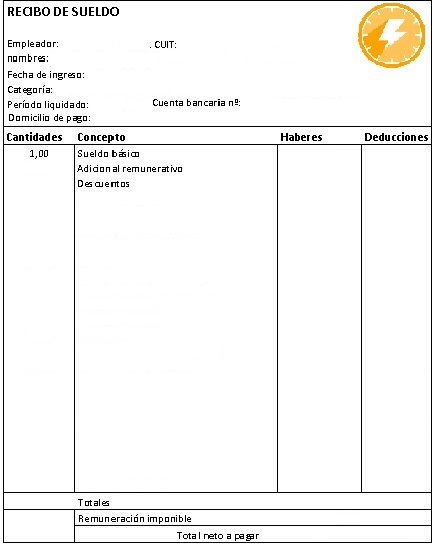 RECIBO DE SUELDO
Empleador: . CUIT:
nombres:
Fecha de ingreso:
Categoría:
Período liquidado: Cuenta bancaria nº:
Domicilio de pago:
Cantidades Concepto Haberes Deducciones
1,00 Sueldo básico
Adicional remunerativo
Descuentos
Totales
Remuneración imponible
Total neto a pagar